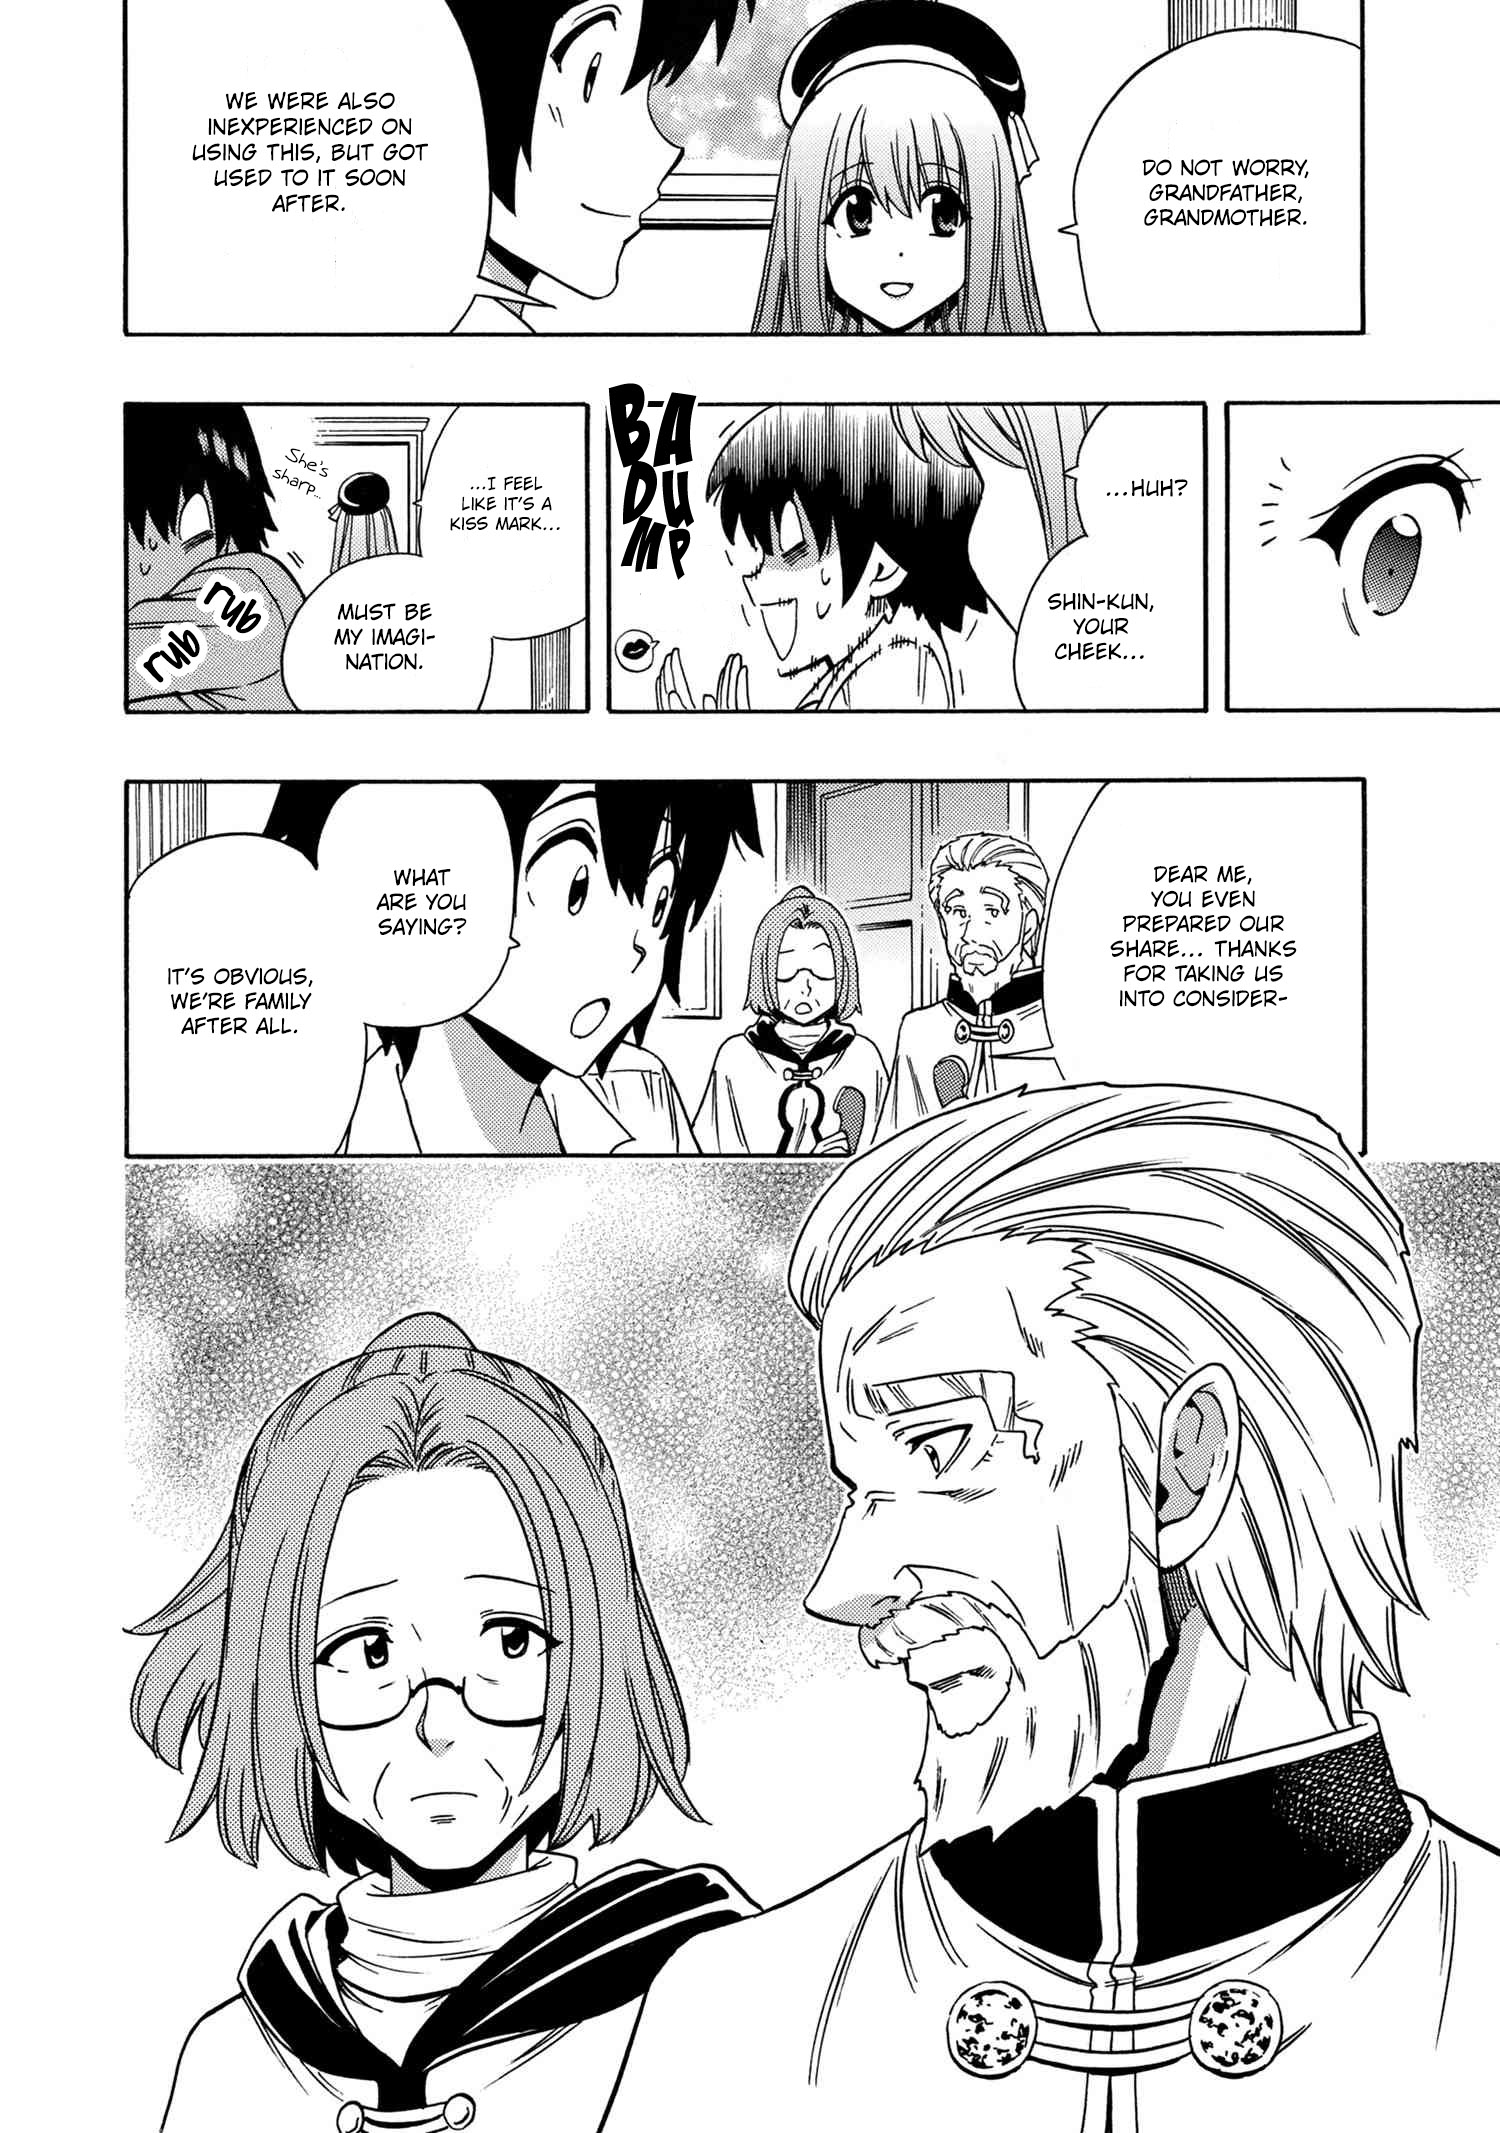 DO NOT WORRY,
GRANDFATHER,
GRANDMOTHER.
WE WERE ALSO
INEXPERIENCED ON
USING THIS, BUT GOT
USED TO IT SOON
AFTER.
...HUH?
SHIN-KUN,
YOUR
CHEEK...
BA-
DUMP
...I FEEL
LIKE IT'S A
KISS MARK...
MUST BE
MY IMAGI-
NATION.
She's
sharp...
rub
rub
DEAR ME,
YOU EVEN
PREPARED OUR
SHARE... THANKS
FOR TAKING US
INTO CONSIDER-
WHAT
ARE YOU
SAYING?
IT'S OBVIOUS,
WE'RE FAMILY
AFTER ALL.